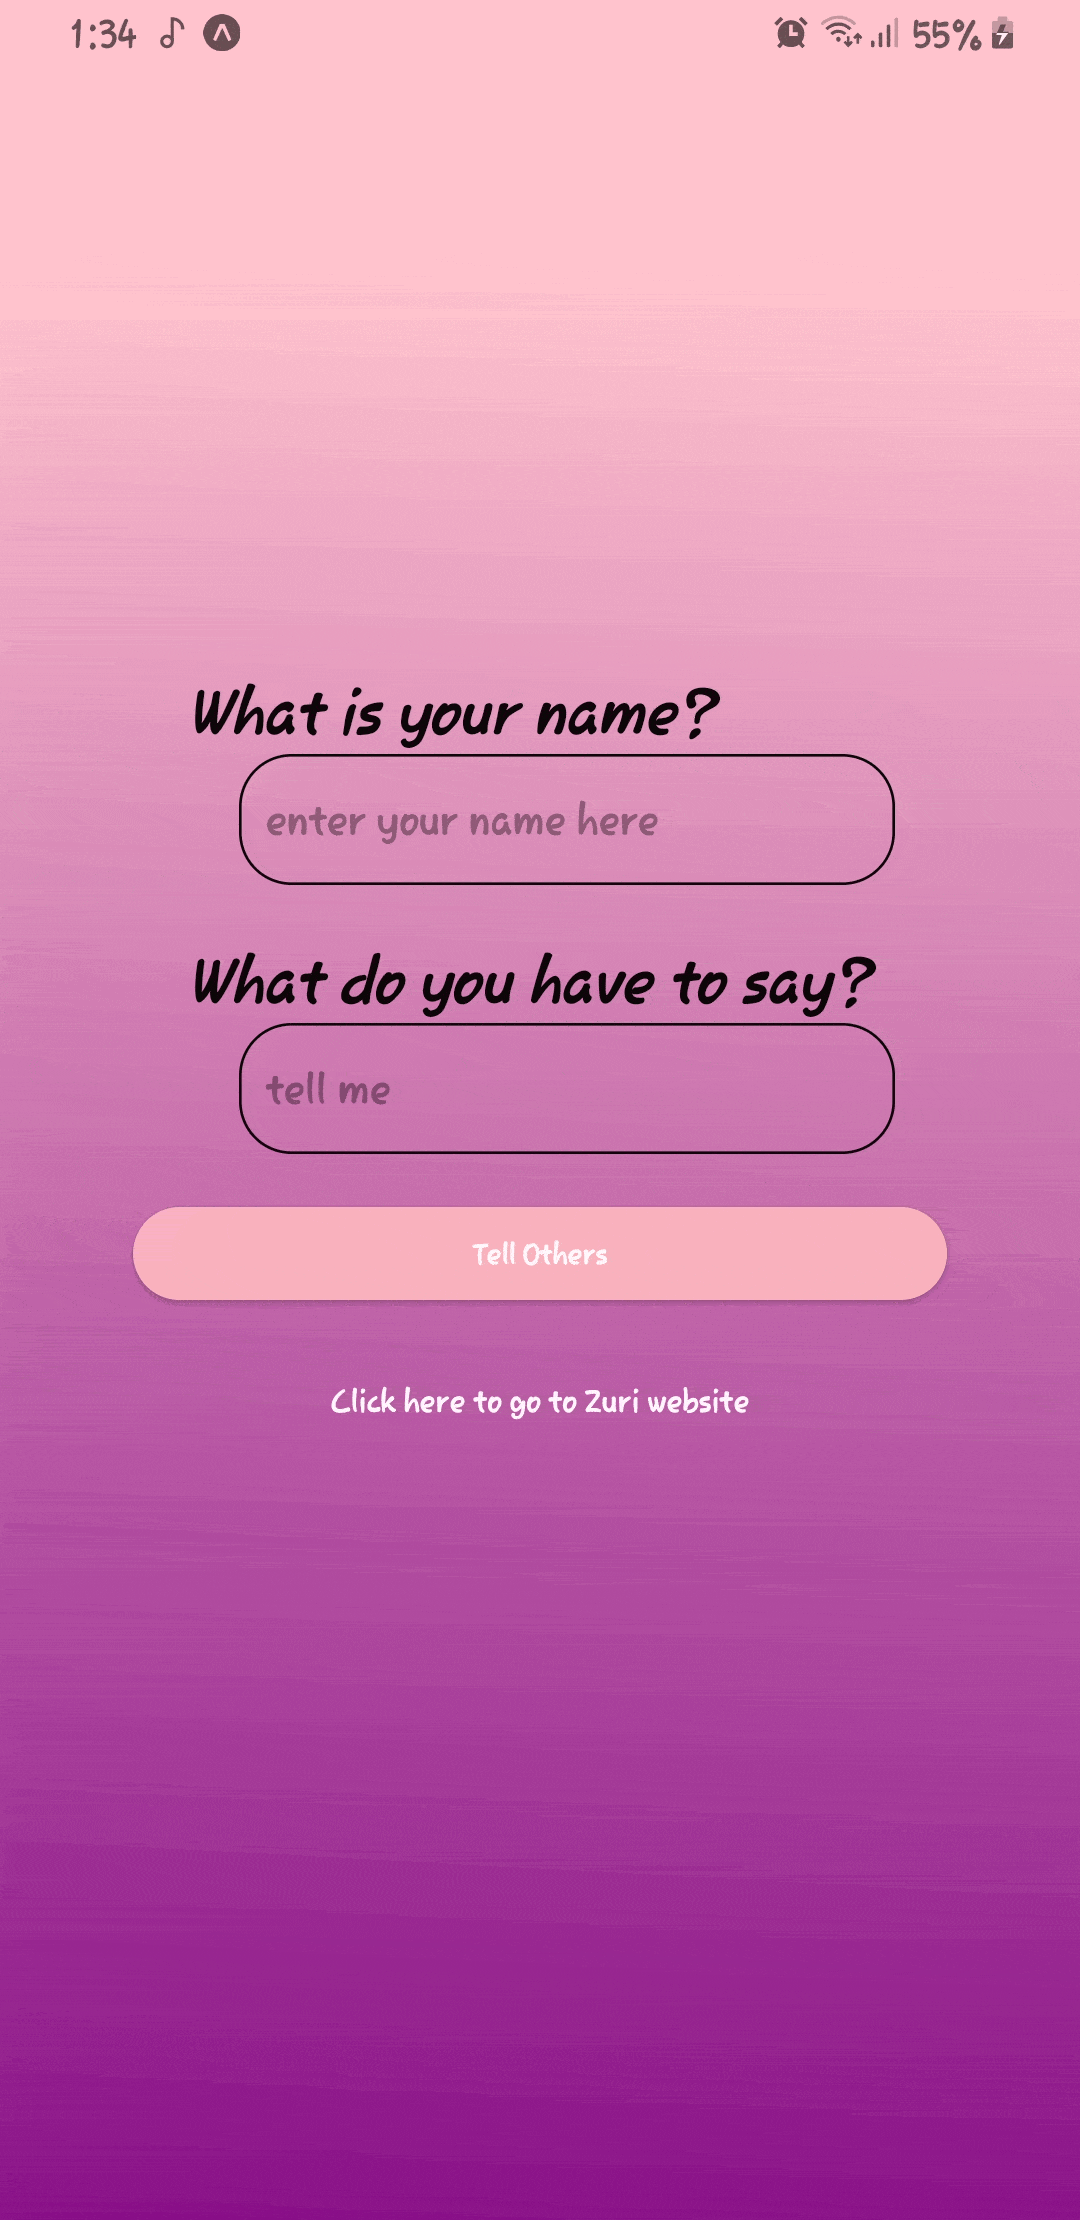 1:34 55%
What is your name?
enter your name here
What do you have to say?
tell me
Tell Others
Click here to go to Zuri website